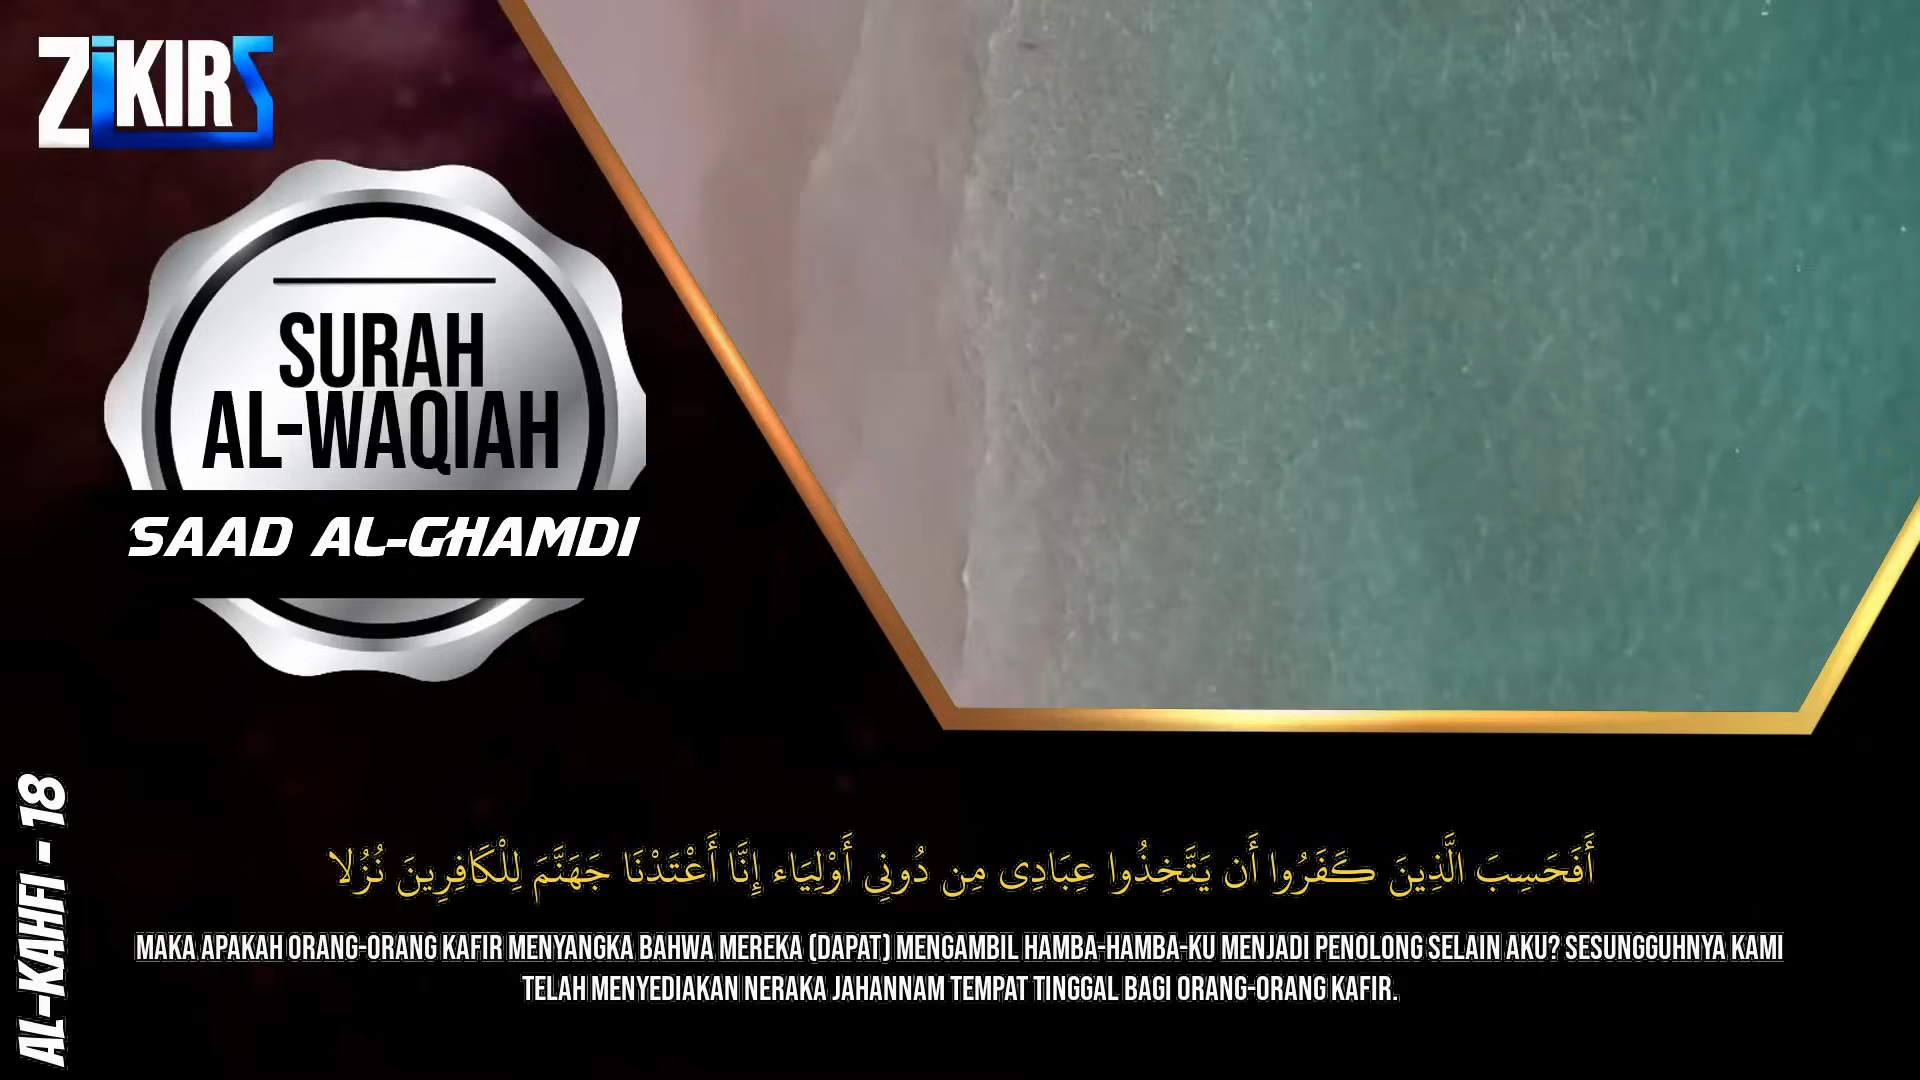 ZIKIRS
SURAH
AL-WAQIAH
SAAD AL-GHAMDI
AL-KAHFI - 18
أَفَحَسِبَ الَّذِينَ كَفَرُوا أَن يَتَّخِذُوا عِبَادِى مِن دُونِي أَوْلِيَاء إِنَّا أَعْتَدْنَا جَهَنَّمَ لِلْكَافِرِينَ نُزُلا
MAKA APAKAH ORANG-ORANG KAFIR MENYANGKA BAHWA MEREKA (DAPAT) MENGAMBIL HAMBA-HAMBA-KU MENJADI PENOLONG SELAIN AKU? SESUNGGUHNYA KAMI
TELAH MENYEDIAKAN NERAKA JAHANNAM TEMPAT TINGGAL BAGI ORANG-ORANG KAFIR.